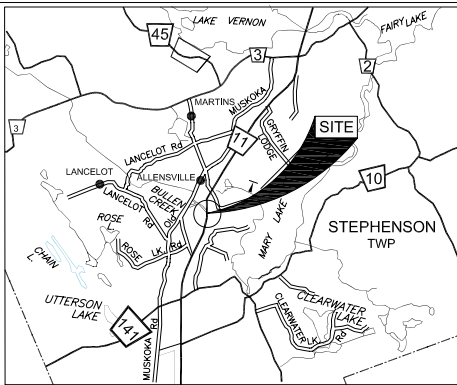 LAKE VERNON
FAIRY LAKE
45
3
2
MUSKOKA
MARTINS
SITE
3
GRYFFIN
LODGE
LANCELOT Rd
11
ALLENSVILLE
LANCELOT
LANCELOT Rd
BULLEN
CREEK
Old
10
ROSE
L.
MARY LAKE
STEPHENSON
TWP
ROSE LK Rd
CHAIN
L.
UTTERSON
LAKE
CLEARWATER
LAKE
141
MUSKOKA Rd
CLEARWATER LK Rd